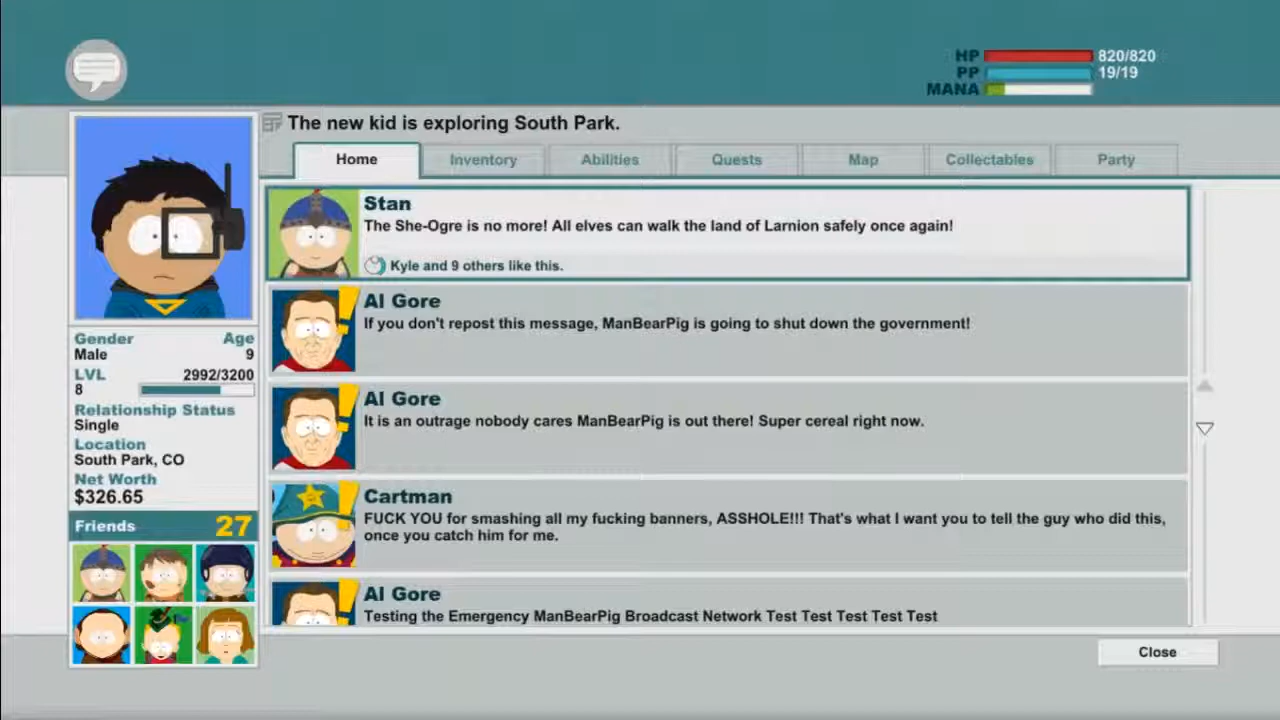 HP 820/820
PP 19/19
MANA
The new kid is exploring South Park.
Home Inventory Abilities Quests Map Collectables Party
Stan
The She-Ogre is no more! All elves can walk the land of Larnion safely once again!
Kyle and 9 others like this.
Al Gore
If you don't repost this message, ManBearPig is going to shut down the government!
Al Gore
It is an outrage nobody cares ManBearPig is out there! Super cereal right now.
Cartman
FUCK YOU for smashing all my fucking banners, ASSHOLE!!! That's what I want you to tell the guy who did this,
once you catch him for me.
Al Gore
Testing the Emergency ManBearPig Broadcast Network Test Test Test Test Test
Gender Age
Male 9
LVL 2992/3200
8
Relationship Status
Single
Location
South Park, CO
Net Worth
$326.65
Friends 27
Close